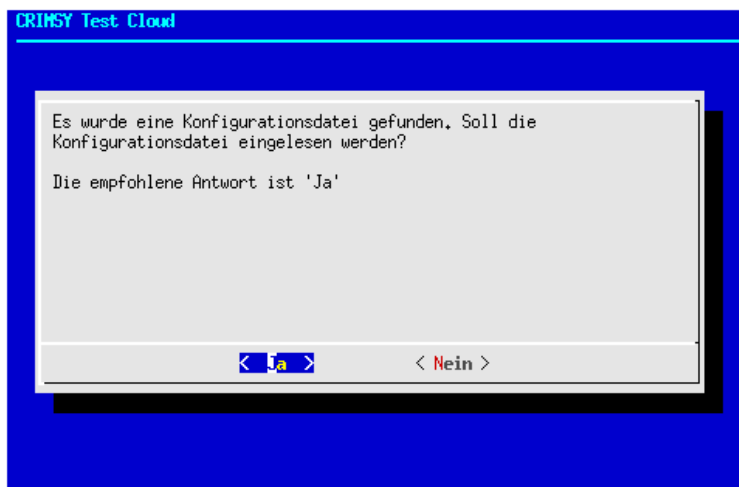 CRIMSY Test Cloud
Es wurde eine Konfigurationsdatei gefunden. Soll die
Konfigurationsdatei eingelesen werden?
Die empfohlene Antwort ist 'Ja'
< Ja > < Nein >